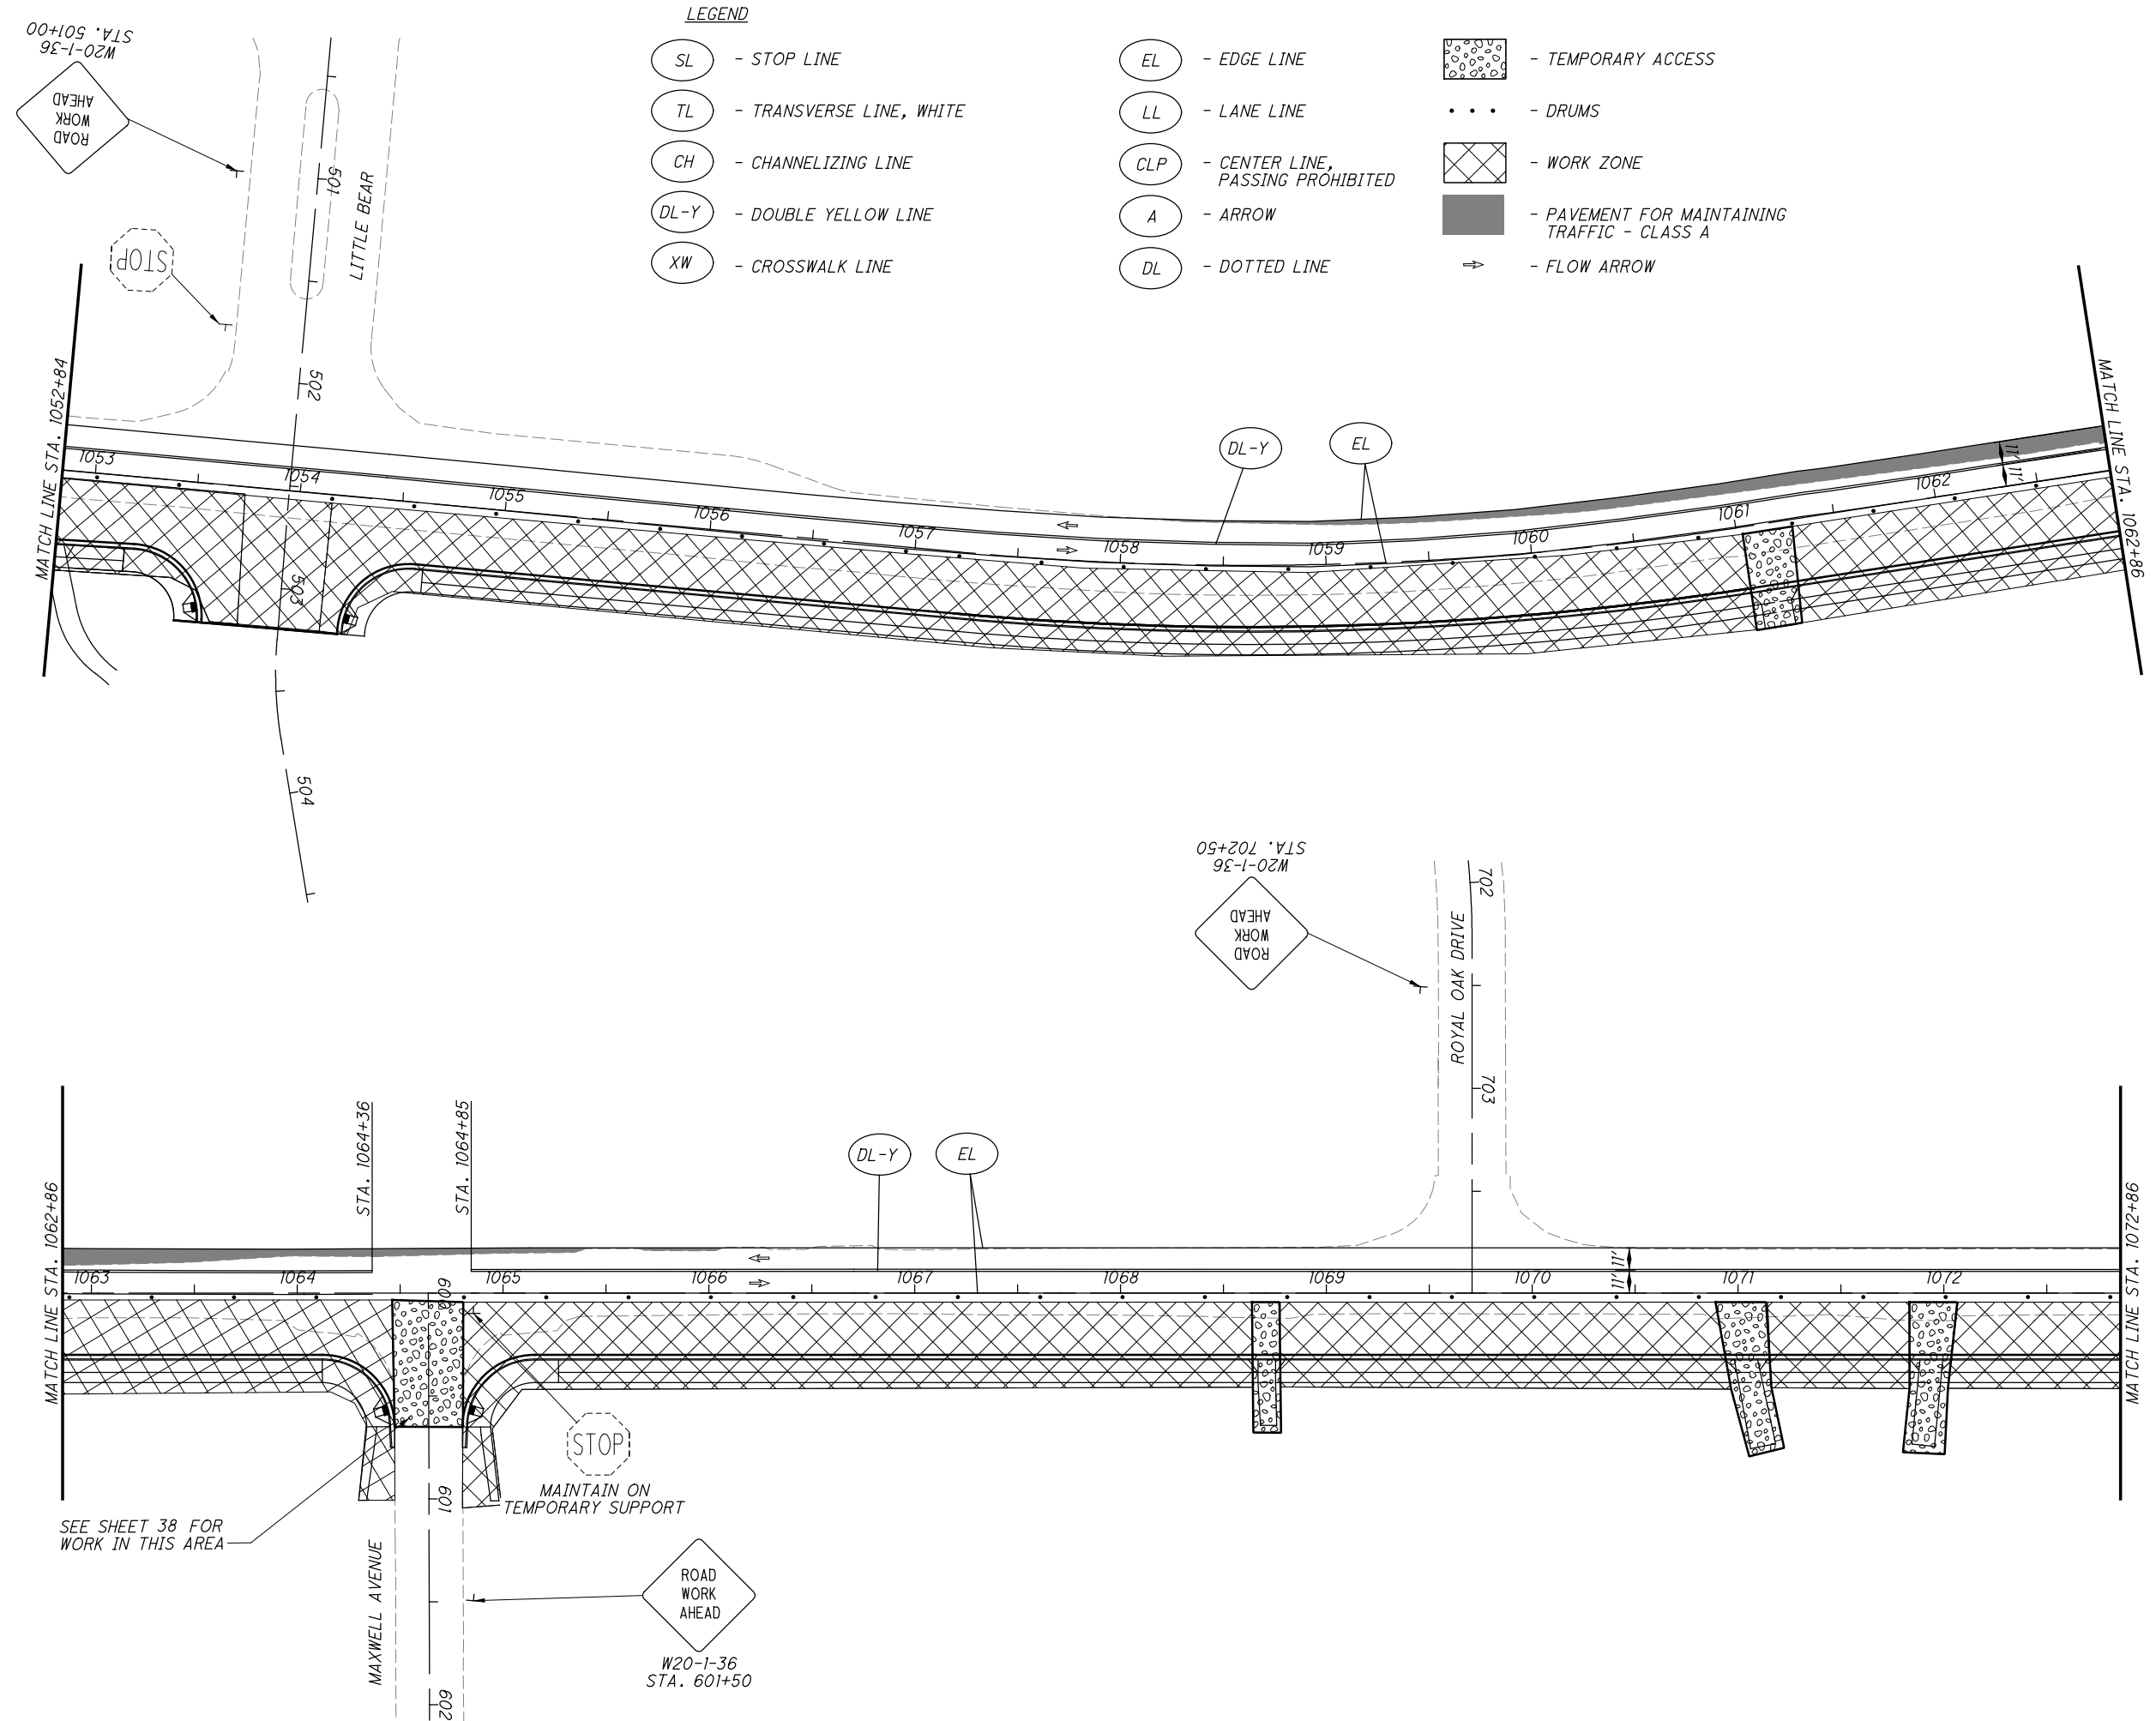 LEGEND
SL - STOP LINE
TL - TRANSVERSE LINE, WHITE
CH - CHANNELIZING LINE
DL-Y - DOUBLE YELLOW LINE
XW - CROSSWALK LINE
EL - EDGE LINE
LL - LANE LINE
CLP - CENTER LINE,
PASSING PROHIBITED
A - ARROW
DL - DOTTED LINE
- TEMPORARY ACCESS
- DRUMS
- WORK ZONE
- PAVEMENT FOR MAINTAINING
TRAFFIC - CLASS A
- FLOW ARROW
W20-1-36
STA. 501+00
ROAD
WORK
AHEAD
STOP
LITTLE BEAR
501
502
503
504
MATCH LINE STA. 1052+84
1053
1054
1055
1056
1057
1058
1059
1060
1061
1062
DL-Y
EL
11'
11'
MATCH LINE STA. 1062+86
W20-1-36
STA. 702+50
ROAD
WORK
AHEAD
ROYAL OAK DRIVE
702
703
MATCH LINE STA. 1062+86
STA. 1064+36
STA. 1064+85
DL-Y
EL
11'
11'
1063
1064
1065
1066
1067
1068
1069
1070
1071
1072
MATCH LINE STA. 1072+86
600
601
602
STOP
MAINTAIN ON
TEMPORARY SUPPORT
SEE SHEET 38 FOR
WORK IN THIS AREA
MAXWELL AVENUE
ROAD
WORK
AHEAD
W20-1-36
STA. 601+50